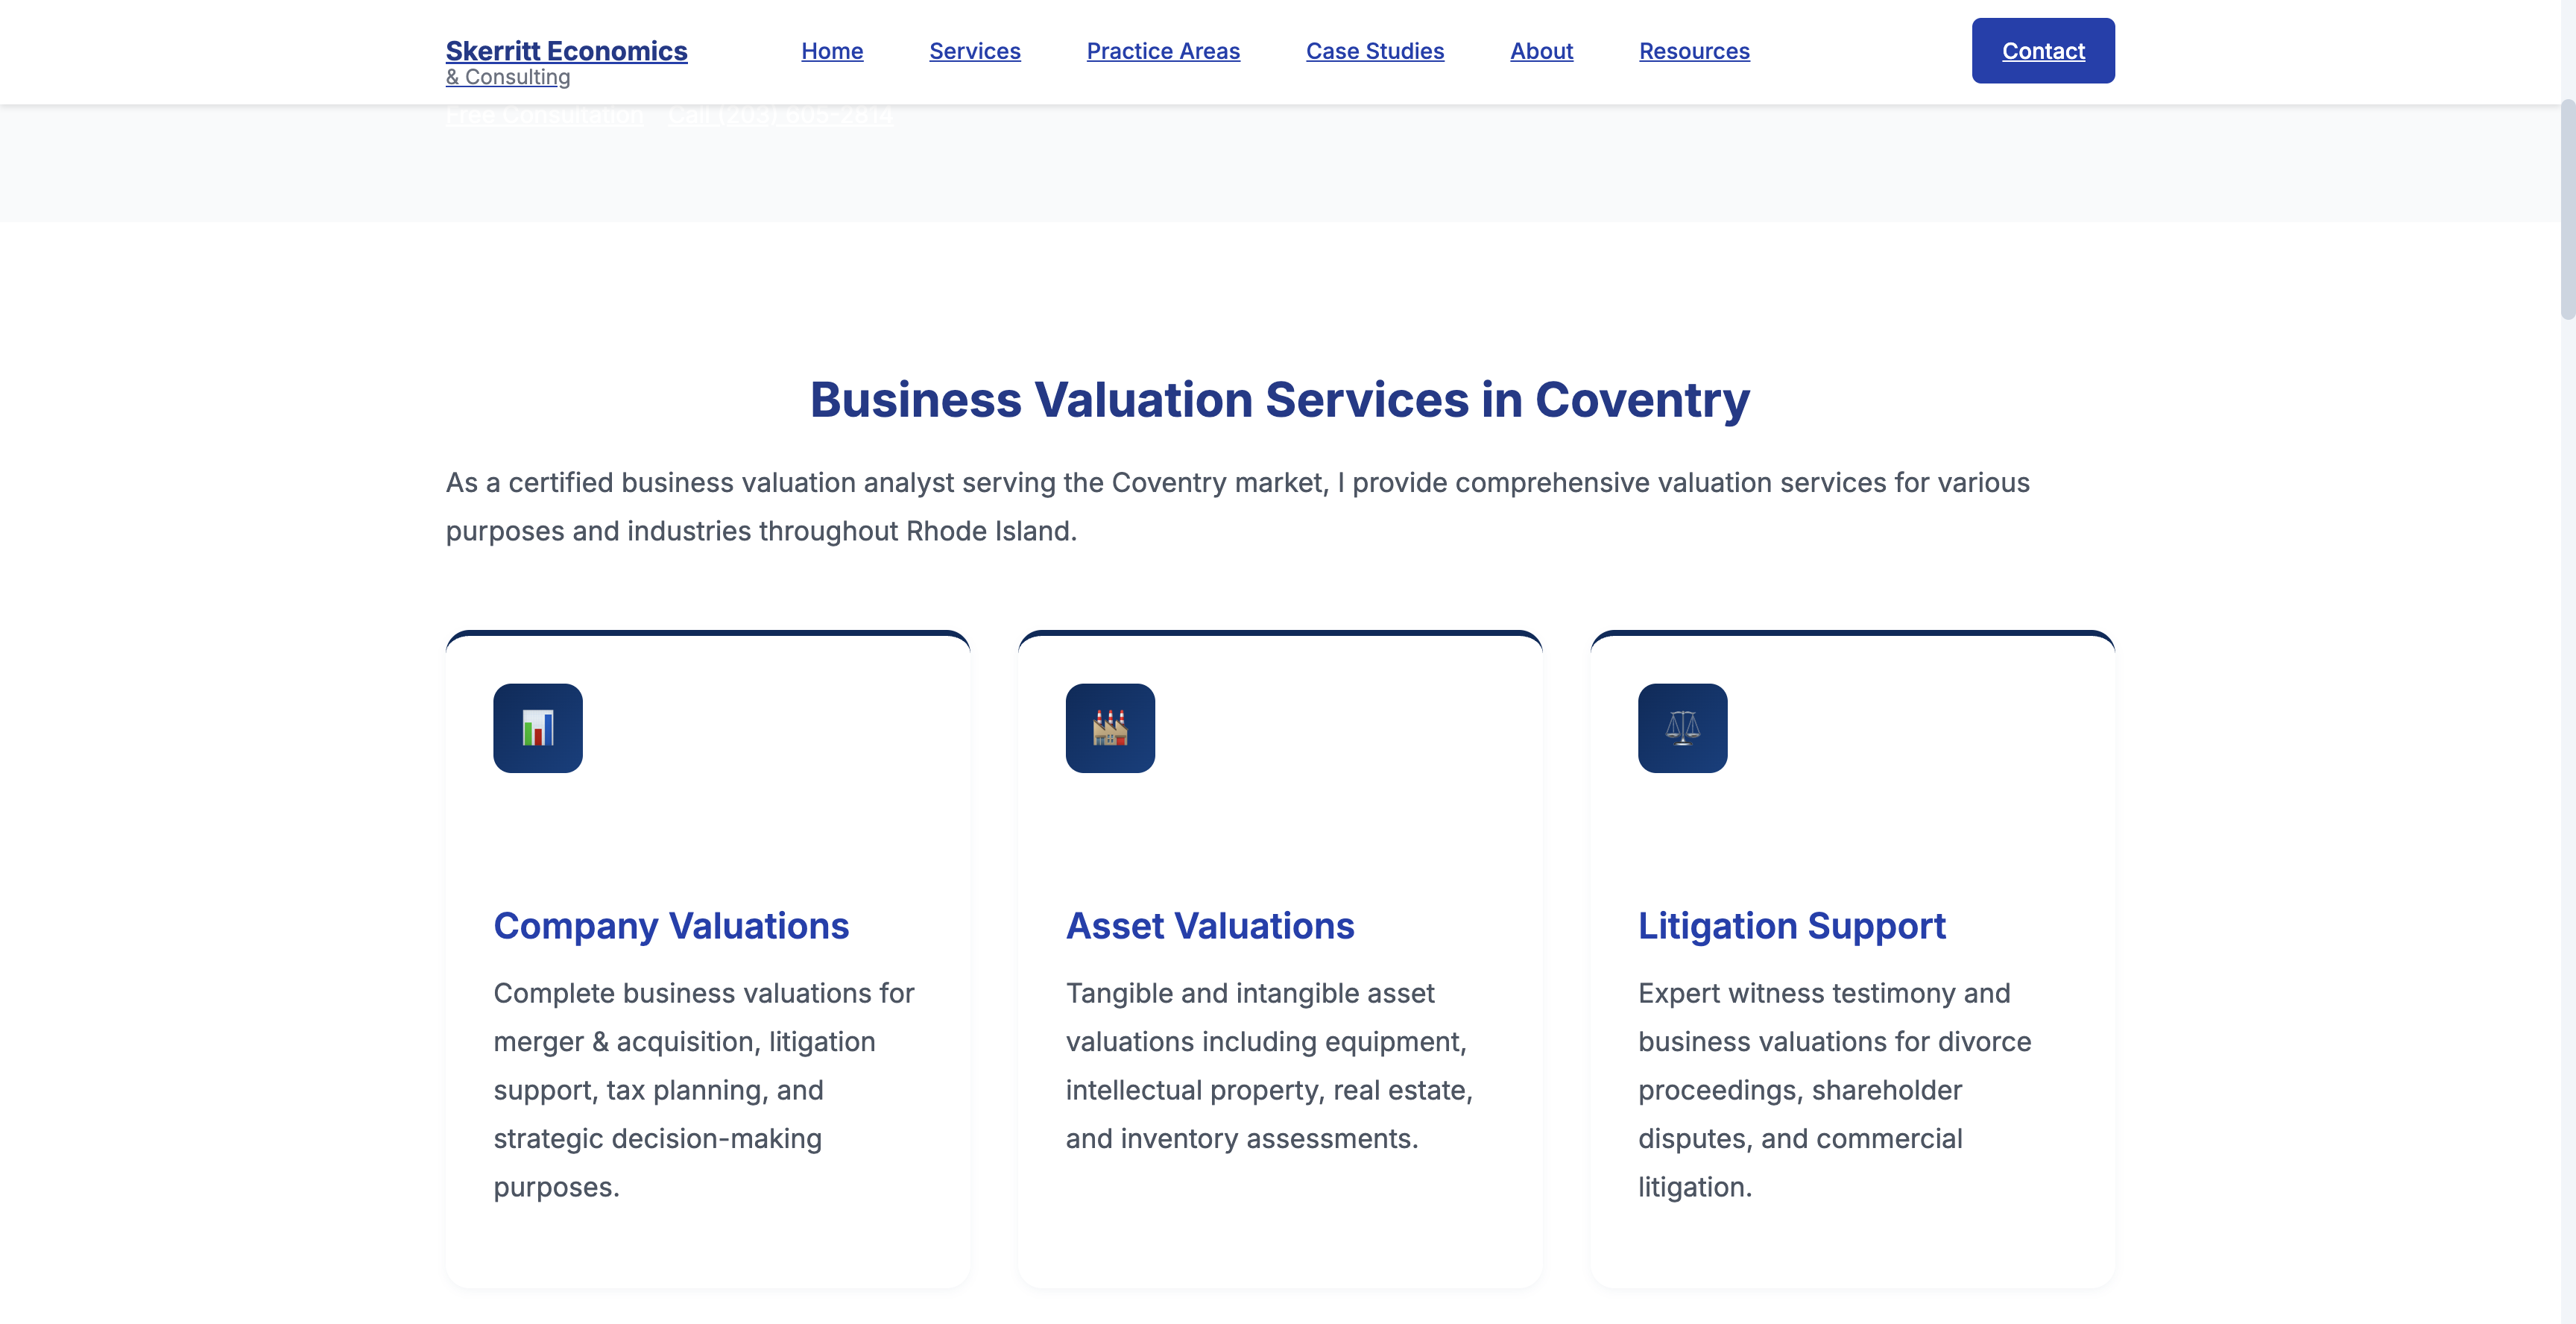 Skerritt Economics
& Consulting
Home Services Practice Areas Case Studies About Resources Contact
Free Consultation Call (203) 605-2814
Business Valuation Services in Coventry
As a certified business valuation analyst serving the Coventry market, I provide comprehensive valuation services for various
purposes and industries throughout Rhode Island.
Company Valuations
Complete business valuations for
merger & acquisition, litigation
support, tax planning, and
strategic decision-making
purposes.
Asset Valuations
Tangible and intangible asset
valuations including equipment,
intellectual property, real estate,
and inventory assessments.
Litigation Support
Expert witness testimony and
business valuations for divorce
proceedings, shareholder
disputes, and commercial
litigation.